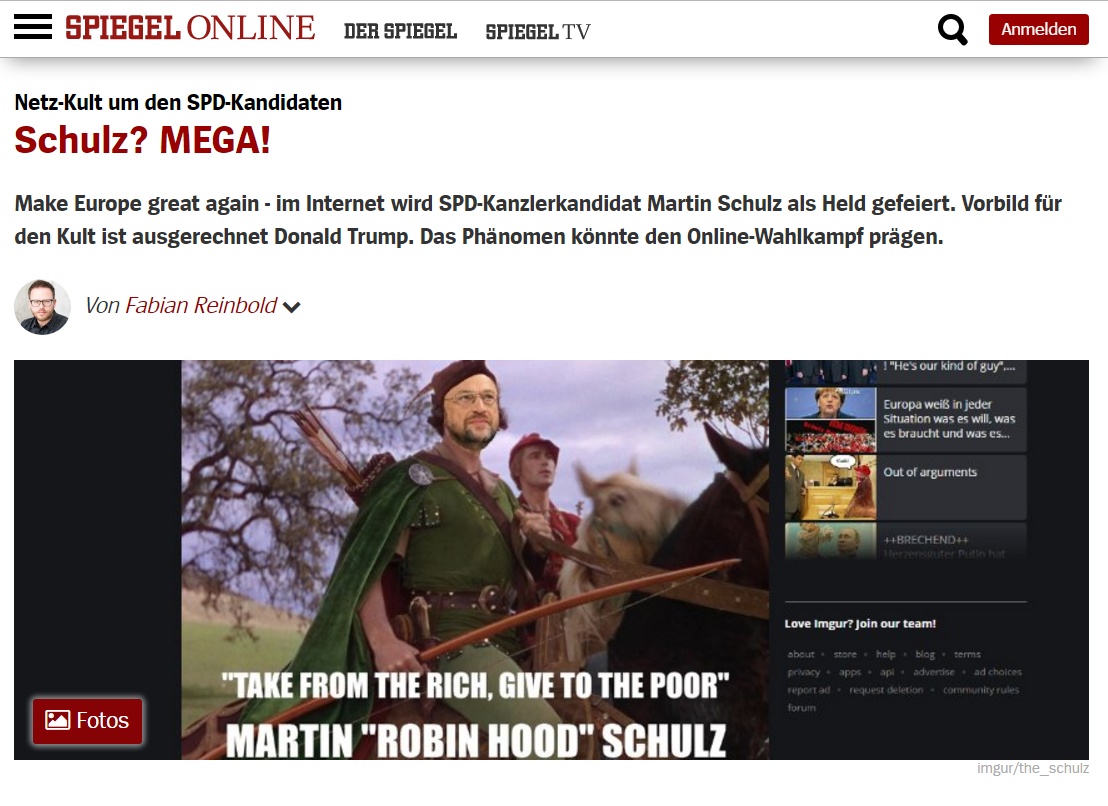 SPIEGEL ONLINE DER SPIEGEL SPIEGEL TV Anmelden
Netz-Kult um den SPD-Kandidaten
Schulz? MEGA!
Make Europe great again - im Internet wird SPD-Kanzlerkandidat Martin Schulz als Held gefeiert. Vorbild für
den Kult ist ausgerechnet Donald Trump. Das Phänomen könnte den Online-Wahlkampf prägen.
Von Fabian Reinbold
! "He's our kind of guy",...
Europa weiß in jeder
Situation was es will, was
es braucht und was es...
Out of arguments
++BRECHEND++
Herzensguter Putin hat
Love Imgur? Join our team!
about • store • help • blog • terms
privacy • apps • api • advertise • ad choices
report ad • request deletion • community rules
forum
"TAKE FROM THE RICH, GIVE TO THE POOR"
MARTIN "ROBIN HOOD" SCHULZ
Fotos
imgur/the_schulz